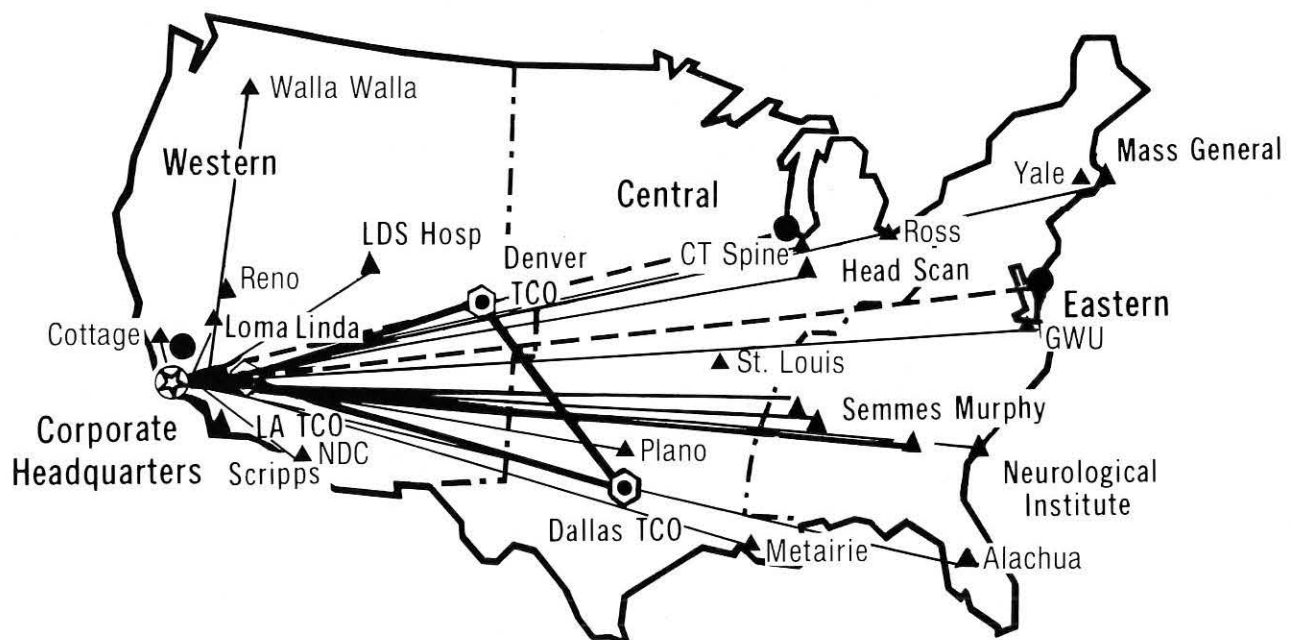 Walla Walla
Western
Mass General
Yale
Central
LDS Hosp
Ross
CT Spine
Denver
TCO
Head Scan
Reno
Eastern
Loma Linda
Cottage
GWU
St. Louis
Semmes Murphy
LA TCO
Corporate
Headquarters
NDC
Plano
Scripps
Neurological
Institute
Dallas TCO
Metairie
Alachua